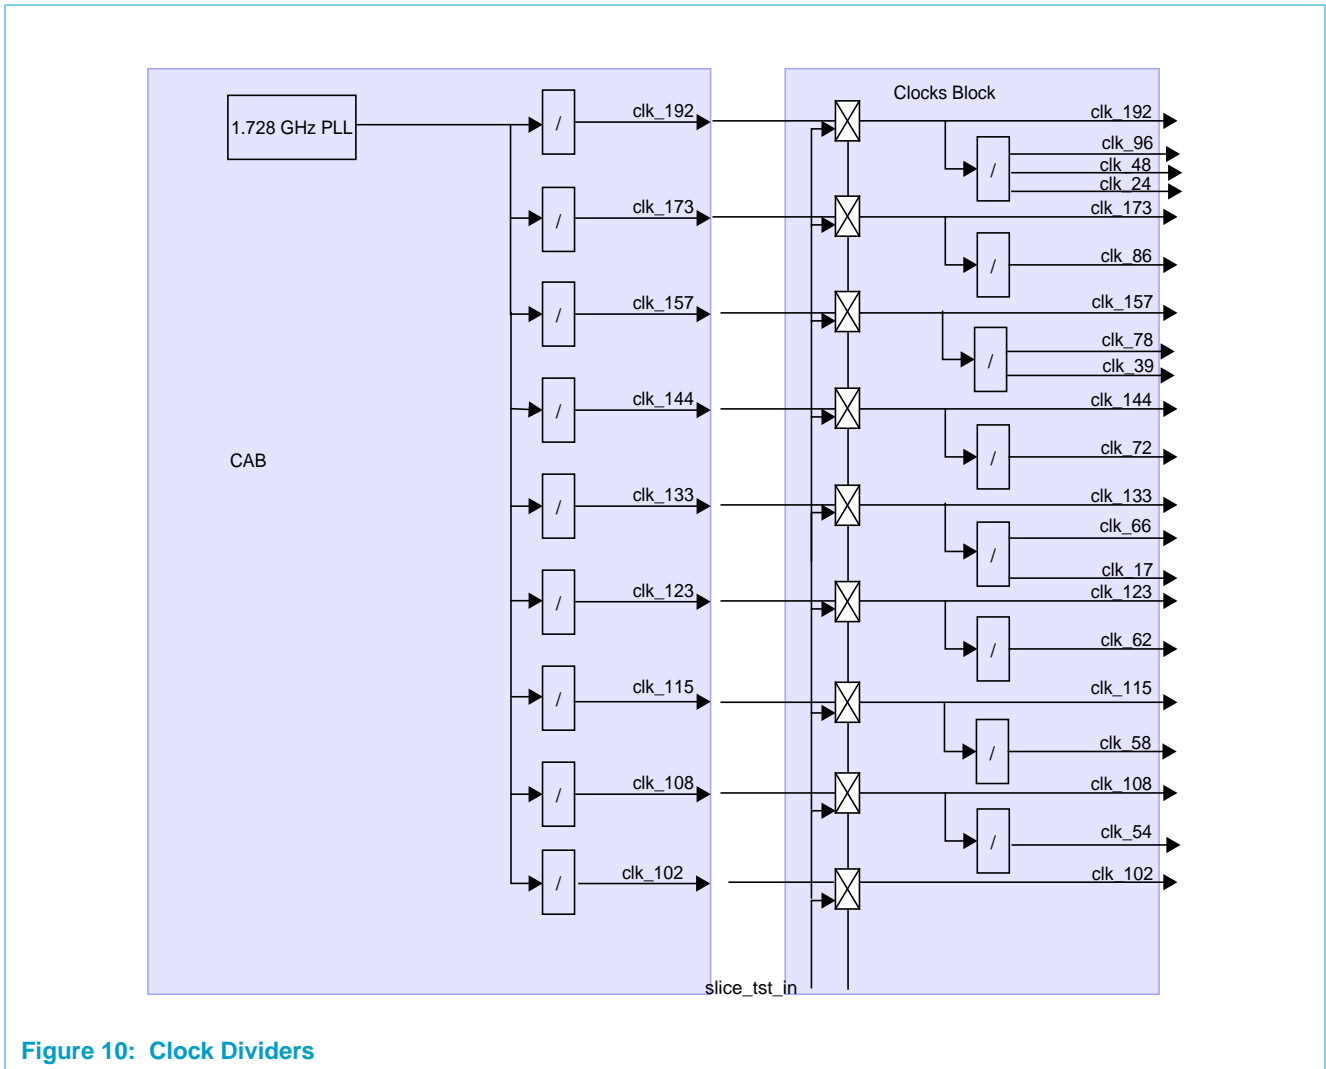 Clocks Block
1.728 GHz PLL
/
clk_192
clk_192
/
clk_96
clk_48
clk_24
/
clk_173
clk_173
/
clk_86
/
clk_157
clk_157
/
clk_78
clk_39
/
clk_144
clk_144
/
clk_72
CAB
/
clk_133
clk_133
/
clk_66
clk_17
/
clk_123
clk_123
/
clk_62
/
clk_115
clk_115
/
clk_58
/
clk_108
clk_108
/
clk_54
/
clk_102
clk_102
slice_tst_in
Figure 10: Clock Dividers